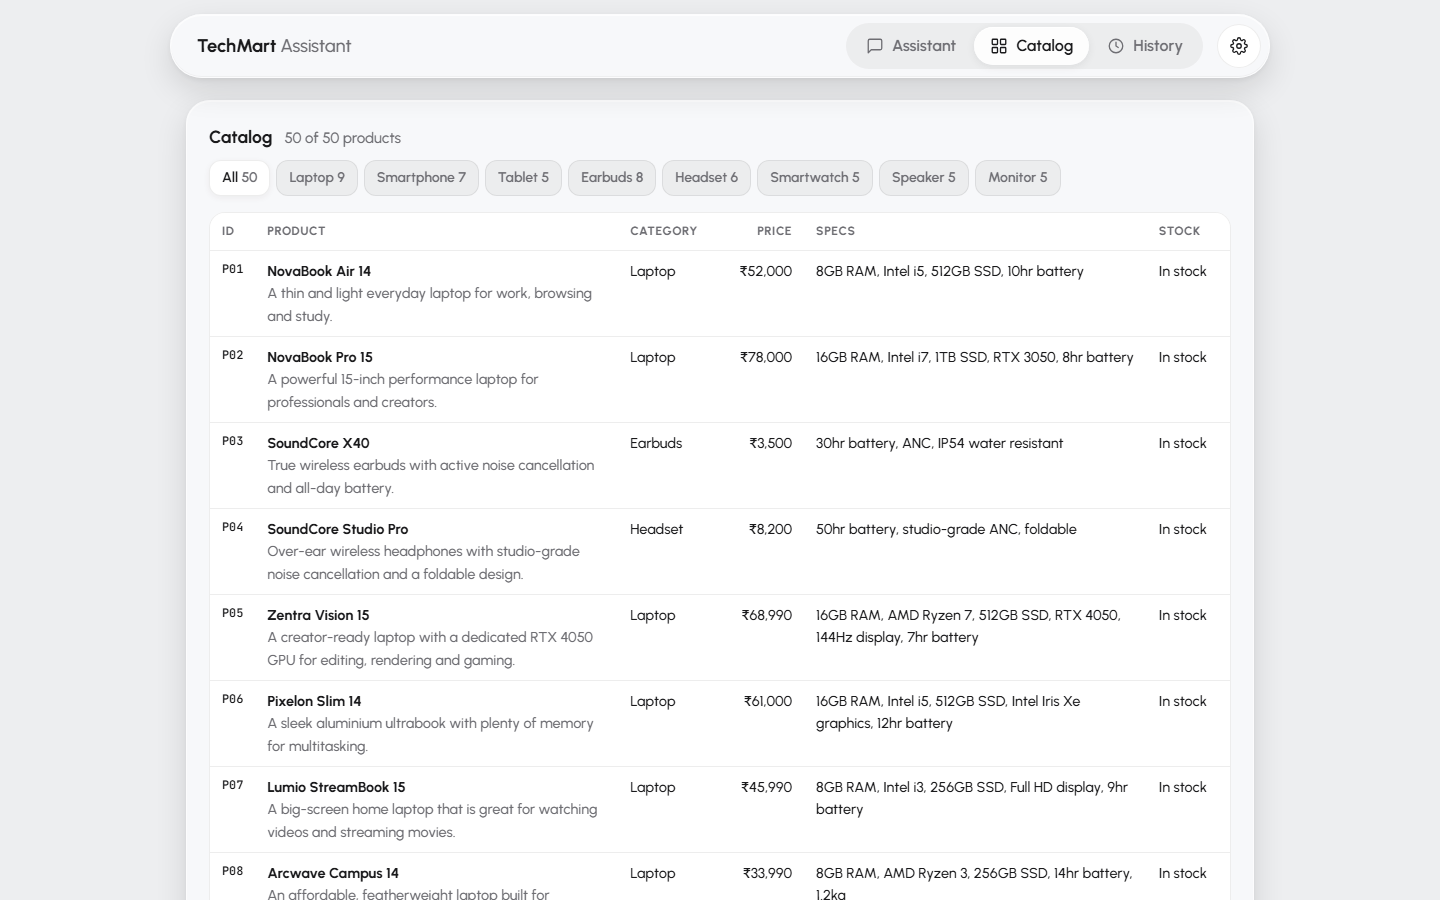 TechMart Assistant
Assistant
Catalog
History
Catalog 50 of 50 products
All 50
Laptop 9
Smartphone 7
Tablet 5
Earbuds 8
Headset 6
Smartwatch 5
Speaker 5
Monitor 5
ID PRODUCT CATEGORY PRICE SPECS STOCK
P01 NovaBook Air 14 Laptop ₹52,000 8GB RAM, Intel i5, 512GB SSD, 10hr battery In stock
A thin and light everyday laptop for work, browsing
and study.
P02 NovaBook Pro 15 Laptop ₹78,000 16GB RAM, Intel i7, 1TB SSD, RTX 3050, 8hr battery In stock
A powerful 15-inch performance laptop for
professionals and creators.
P03 SoundCore X40 Earbuds ₹3,500 30hr battery, ANC, IP54 water resistant In stock
True wireless earbuds with active noise cancellation
and all-day battery.
P04 SoundCore Studio Pro Headset ₹8,200 50hr battery, studio-grade ANC, foldable In stock
Over-ear wireless headphones with studio-grade
noise cancellation and a foldable design.
P05 Zentra Vision 15 Laptop ₹68,990 16GB RAM, AMD Ryzen 7, 512GB SSD, RTX 4050, In stock
A creator-ready laptop with a dedicated RTX 4050 144Hz display, 7hr battery
GPU for editing, rendering and gaming.
P06 Pixelon Slim 14 Laptop ₹61,000 16GB RAM, Intel i5, 512GB SSD, Intel Iris Xe In stock
A sleek aluminium ultrabook with plenty of memory graphics, 12hr battery
for multitasking.
P07 Lumio StreamBook 15 Laptop ₹45,990 8GB RAM, Intel i3, 256GB SSD, Full HD display, 9hr In stock
A big-screen home laptop that is great for watching battery
videos and streaming movies.
P08 Arcwave Campus 14 Laptop ₹33,990 8GB RAM, AMD Ryzen 3, 256GB SSD, 14hr battery, In stock
An affordable, featherweight laptop built for 1.2kg